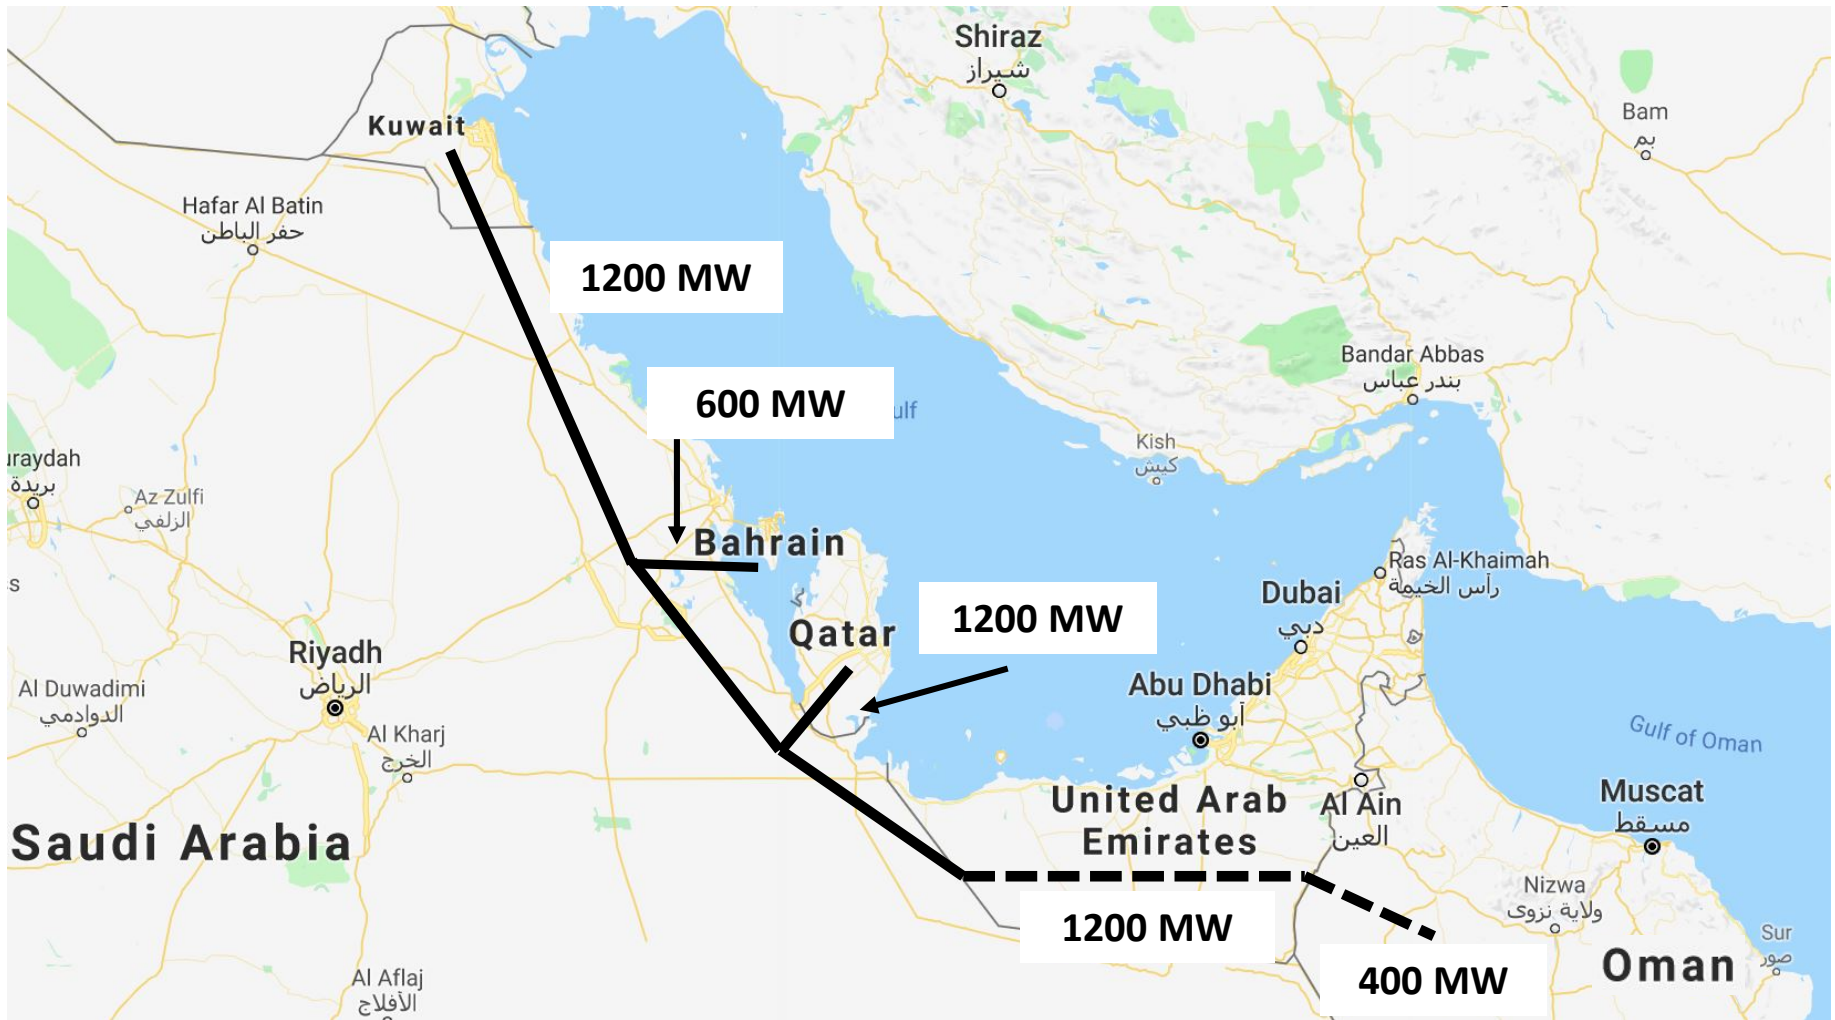 Shiraz
شیراز
Bam
بم
Kuwait
Hafar Al Batin
حفر الباطن
1200 MW
Bandar Abbas
بندر عباس
600 MW
ulf
Kish
کیش
uraydah
بريدة
Az Zulfi
الزلفي
Bahrain
Ras Al-Khaimah
رأس الخيمة
s
Dubai
دبي
1200 MW
Qatar
Riyadh
الرياض
Abu Dhabi
أبو ظبي
Al Duwadimi
الدوادمي
Al Kharj
الخرج
Gulf of Oman
United Arab
Emirates
Al Ain
العين
Muscat
مسقط
Saudi Arabia
Nizwa
ولاية نزوى
1200 MW
Sur
صور
Oman
400 MW
Al Aflaj
الأفلاج